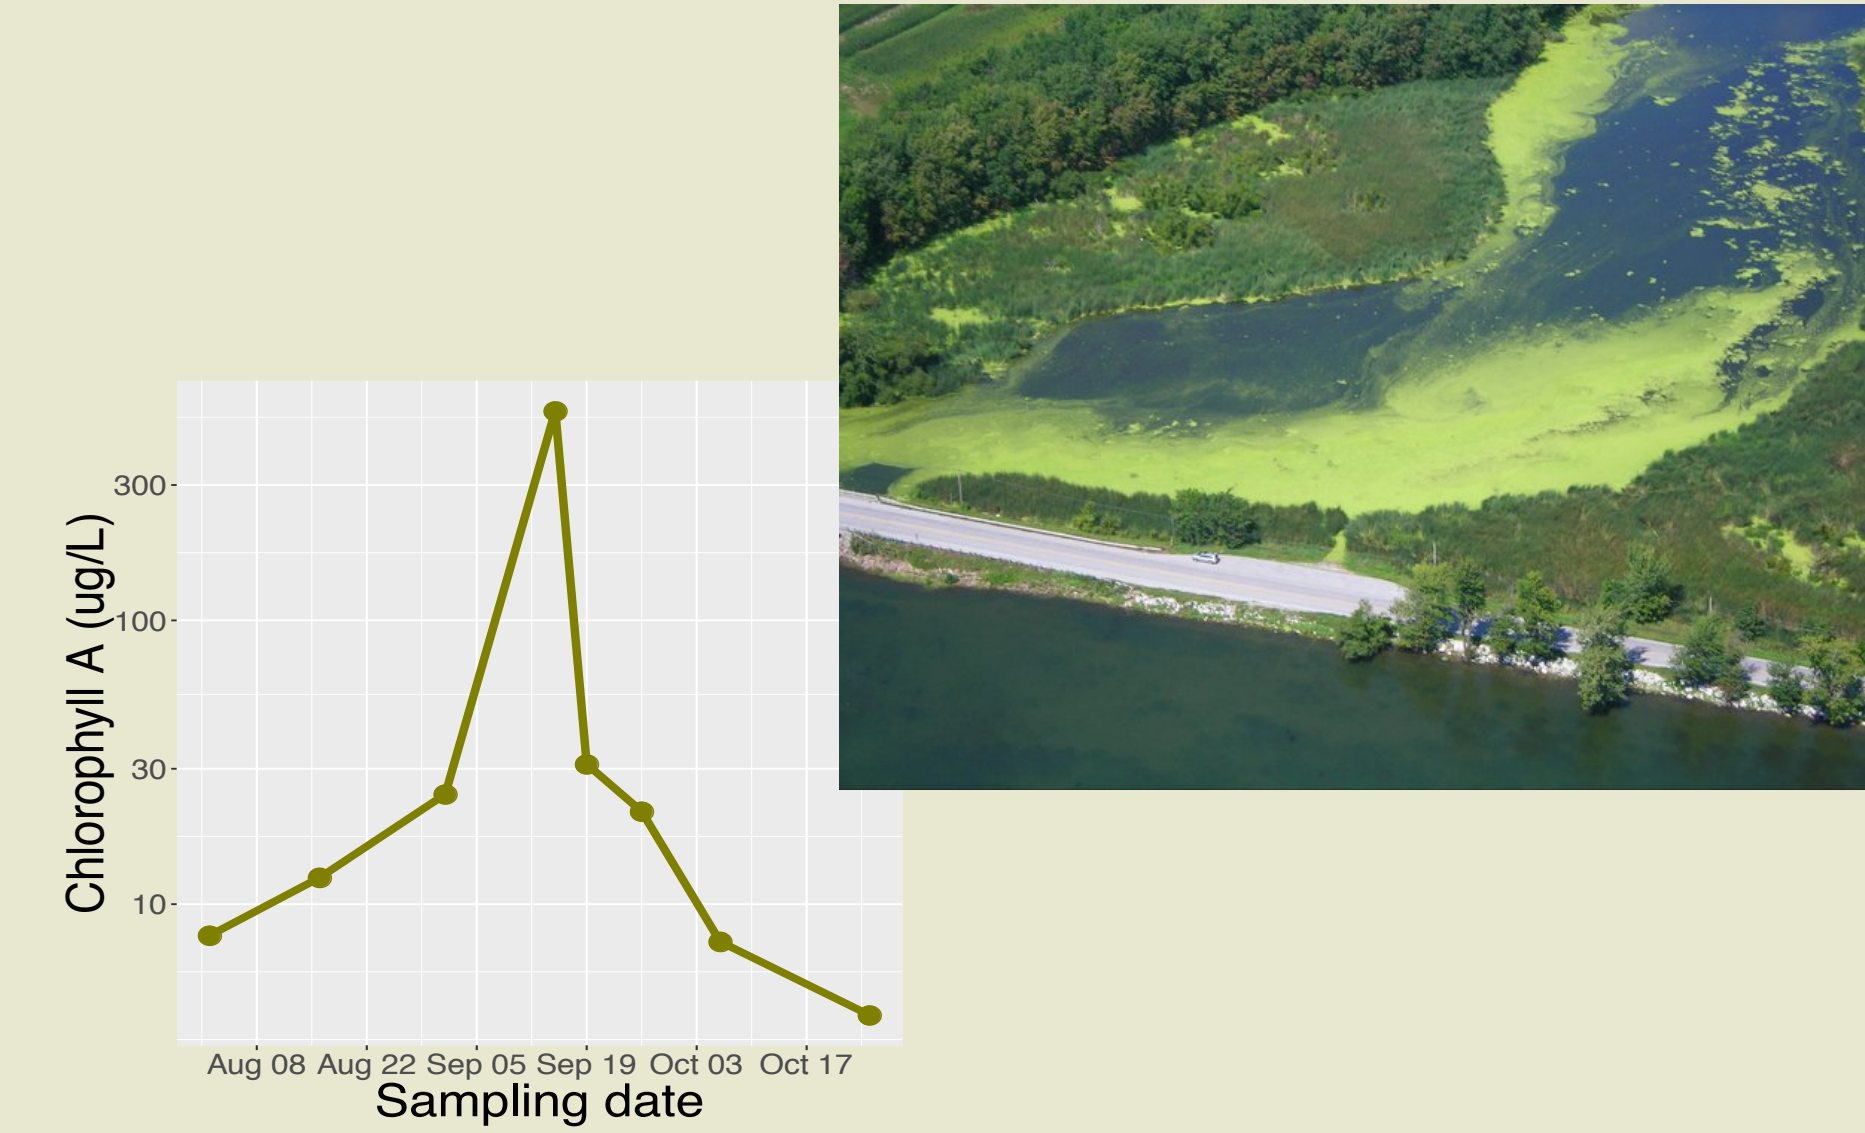 Chlorophyll A (ug/L)
300
100
30
10
Aug 08 Aug 22 Sep 05 Sep 19 Oct 03 Oct 17
Sampling date